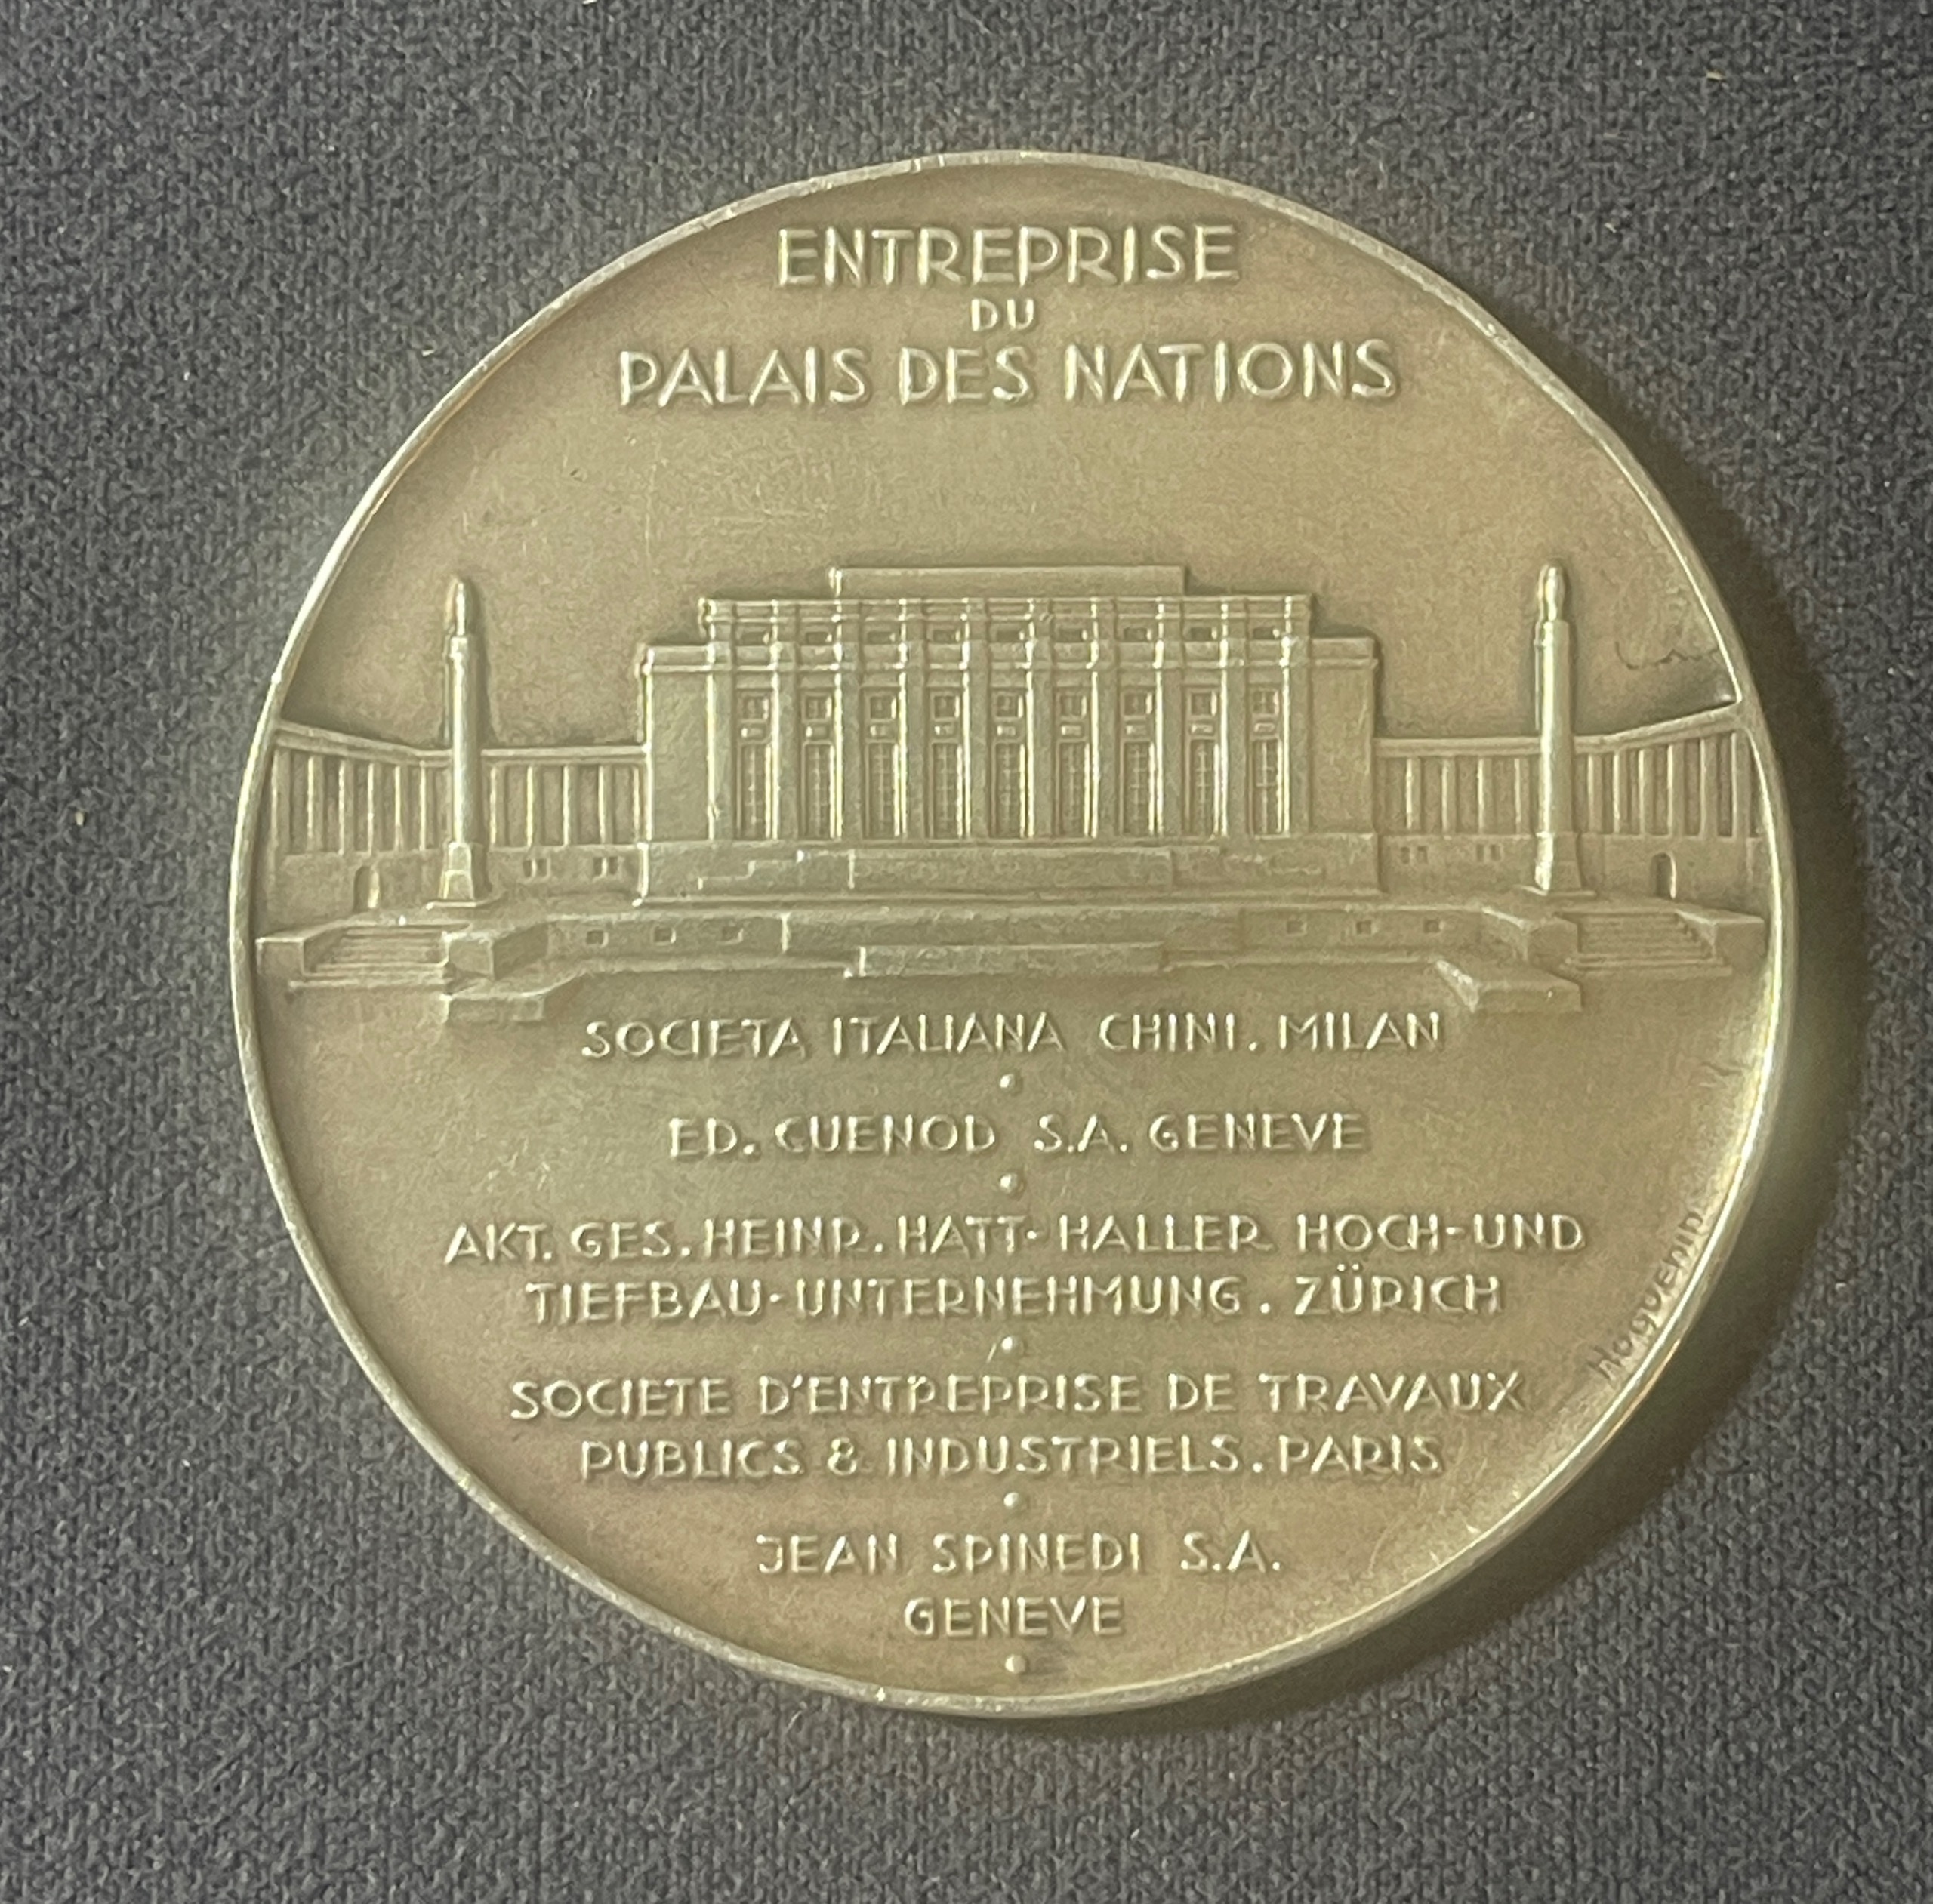 ENTREPRISE
DU
PALAIS DES NATIONS
SOCIETA ITALIANA CHINI. MILAN
ED. CUENOD S.A. GENEVE
AKT. GES. HEINR. HATT-HALLER HOCH-UND
TIEFBAU-UNTERNEHMUNG. ZÜRICH
SOCIETE D'ENTREPRISE DE TRAVAUX
PUBLICS & INDUSTRIELS. PARIS
JEAN SPINEDI S.A.
GENEVE
Huguenin